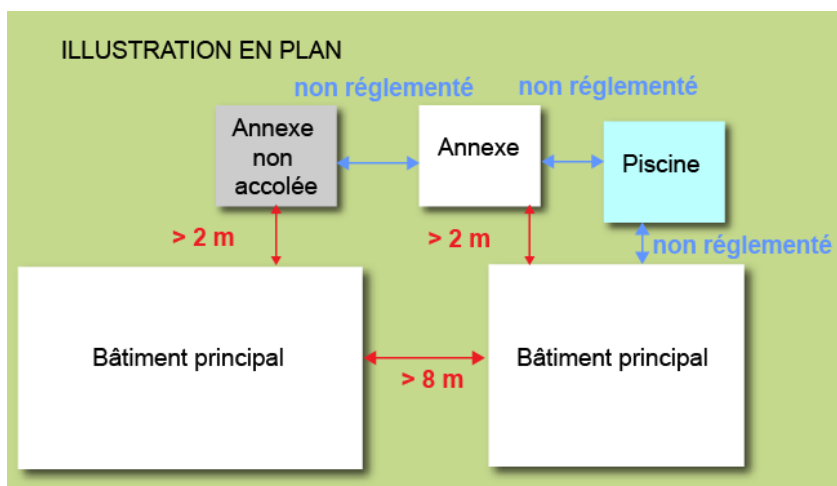 ILLUSTRATION EN PLAN
non réglementé
non réglementé
Annexe
non
accolée
Annexe
Piscine
> 2 m
> 2 m
non réglementé
Bâtiment principal
Bâtiment principal
> 8 m